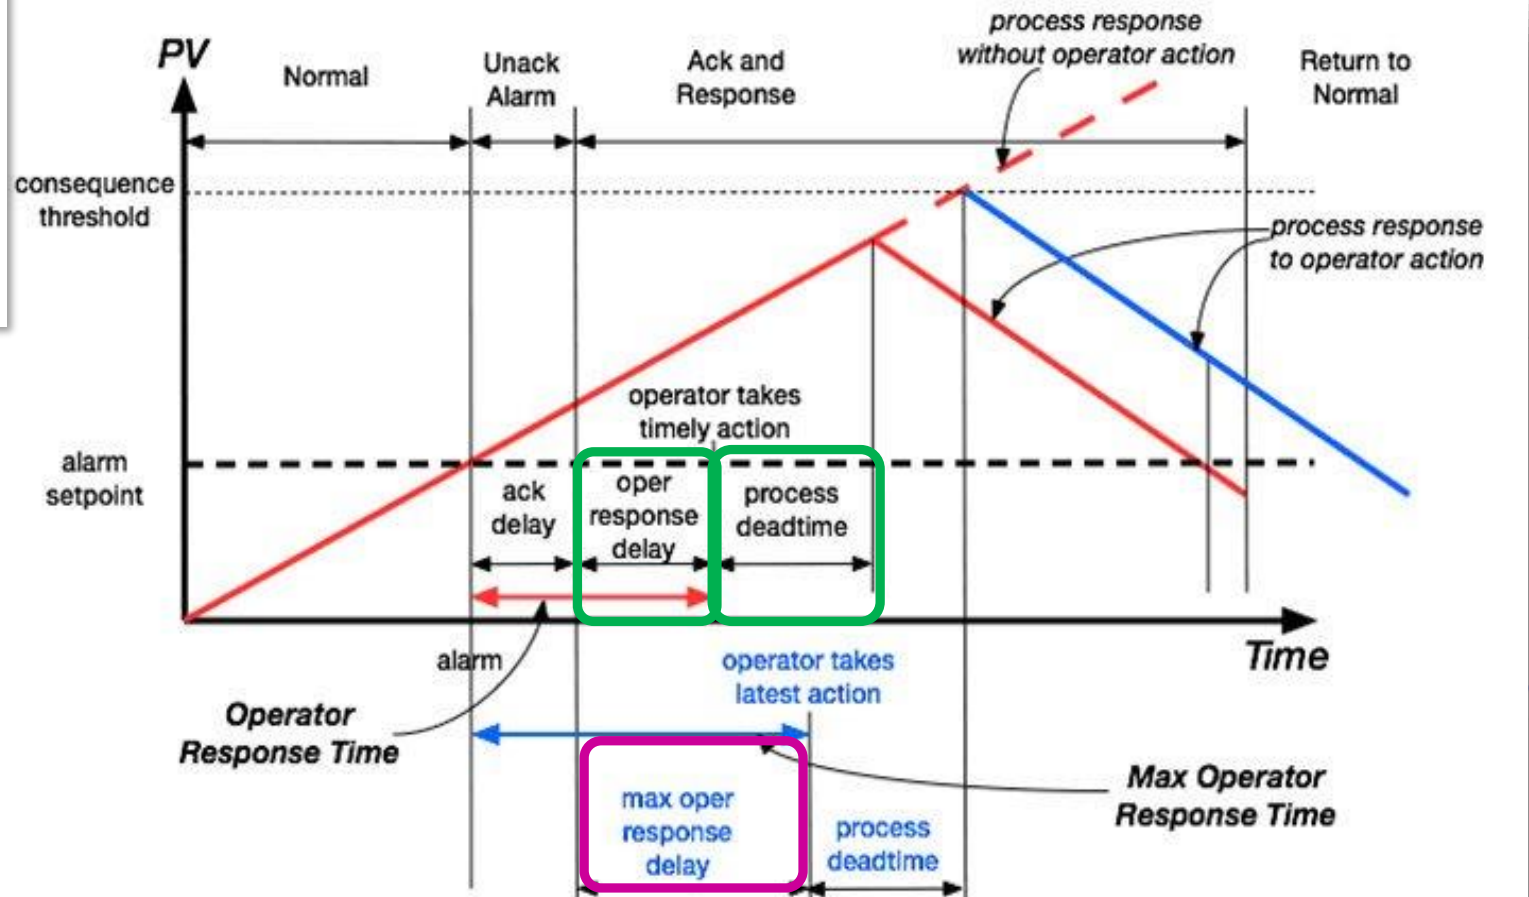 process response
without operator action
PV
Normal
Unack
Alarm
Ack and
Response
Return to
Normal
consequence
threshold
process response
to operator action
operator takes
timely action
alarm
setpoint
ack
delay
oper
response
delay
process
deadtime
Time
alarm
operator takes
latest action
Operator
Response Time
Max Operator
Response Time
max oper
response
delay
process
deadtime